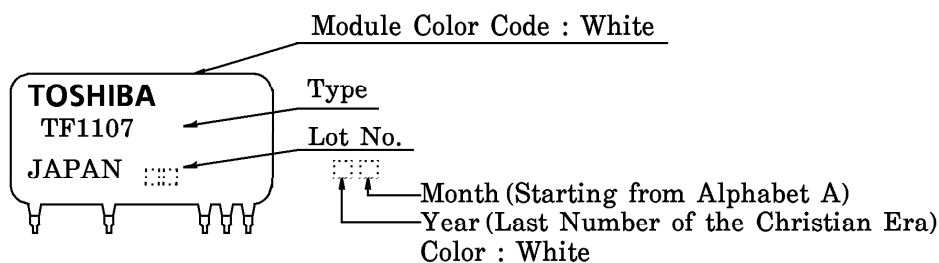 Module Color Code : White
TOSHIBA
Type
TF1107
Lot No.
JAPAN
Month (Starting from Alphabet A)
Year (Last Number of the Christian Era)
Color : White